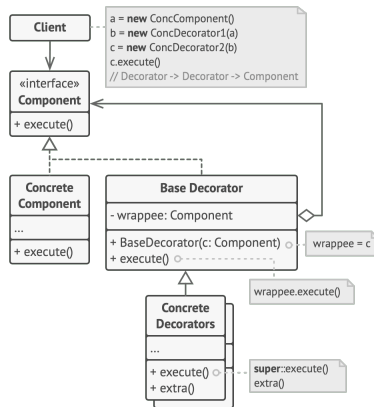 Client
a = new ConcComponent()
b = new ConcDecorator1(a)
c = new ConcDecorator2(b)
c.execute()
// Decorator -> Decorator -> Component
«interface»
Component
+ execute()
Concrete
Component
...
+ execute()
Base Decorator
- wrappee: Component
+ BaseDecorator(c: Component)
+ execute()
wrappee = c
wrappee.execute()
Concrete
Decorators
...
+ execute()
+ extra()
super::execute()
extra()